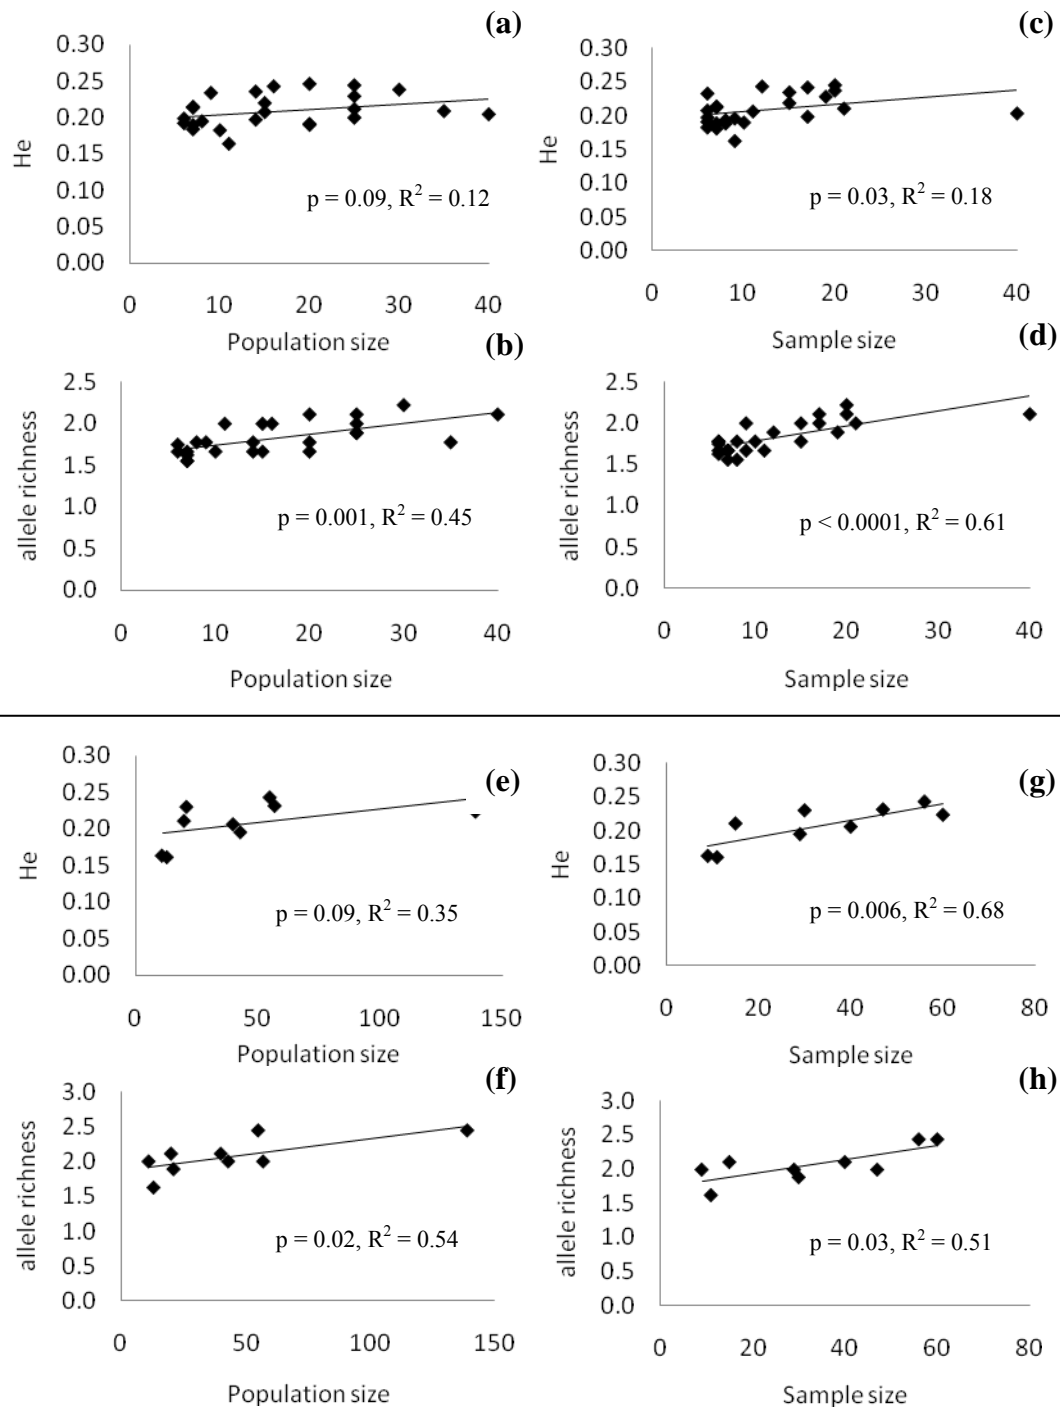 (a)
0.30
0.25
0.20
0.15
0.10
0.05
0.00
He
p = 0.09, R² = 0.12
0 10 20 30 40
Population size
(c)
0.30
0.25
0.20
0.15
0.10
0.05
0.00
He
p = 0.03, R² = 0.18
0 10 20 30 40
Sample size
(b)
2.5
2.0
1.5
1.0
0.5
0.0
allele richness
p = 0.001, R² = 0.45
0 10 20 30 40
Population size
(d)
2.5
2.0
1.5
1.0
0.5
0.0
allele richness
p < 0.0001, R² = 0.61
0 10 20 30 40
Sample size
(e)
0.30
0.25
0.20
0.15
0.10
0.05
0.00
He
p = 0.09, R² = 0.35
0 50 100 150
Population size
(g)
0.30
0.25
0.20
0.15
0.10
0.05
0.00
He
p = 0.006, R² = 0.68
0 20 40 60 80
Sample size
(f)
3.0
2.5
2.0
1.5
1.0
0.5
0.0
allele richness
p = 0.02, R² = 0.54
0 50 100 150
Population size
(h)
3.0
2.5
2.0
1.5
1.0
0.5
0.0
allele richness
p = 0.03, R² = 0.51
0 20 40 60 80
Sample size